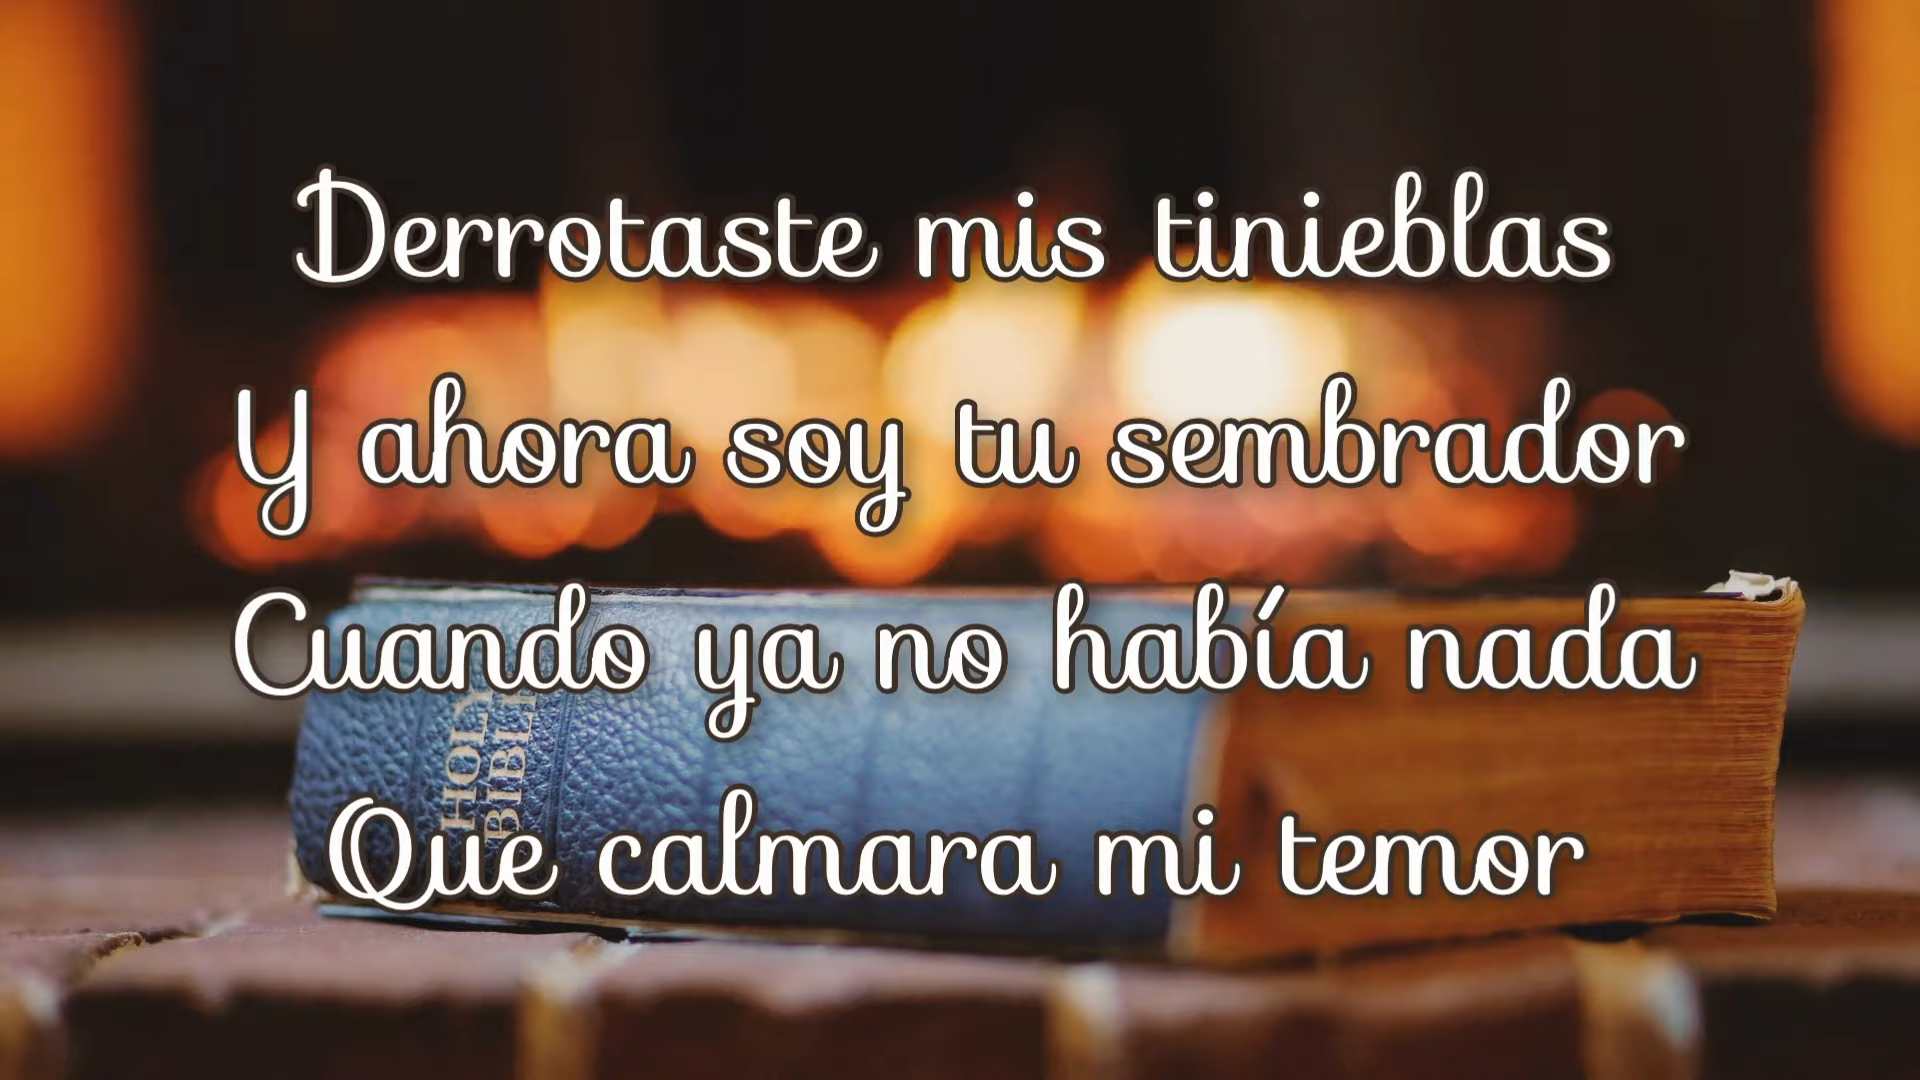 Derrotaste mis tinieblas
Y ahora soy tu sembrador
Cuando ya no había nada
Que calmara mi temor
HOLY
BIBLE